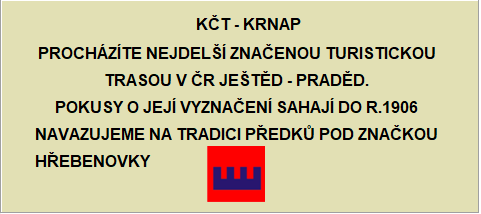 KČT - KRNAP
PROCHÁZÍTE NEJDELŠÍ ZNAČENOU TURISTICKOU
TRASOU V ČR JEŠTĚD - PRADĚD.
POKUSY O JEJÍ VYZNAČENÍ SAHAJÍ DO R.1906
NAVAZUJEME NA TRADICI PŘEDKŮ POD ZNAČKOU
HŘEBENOVKY